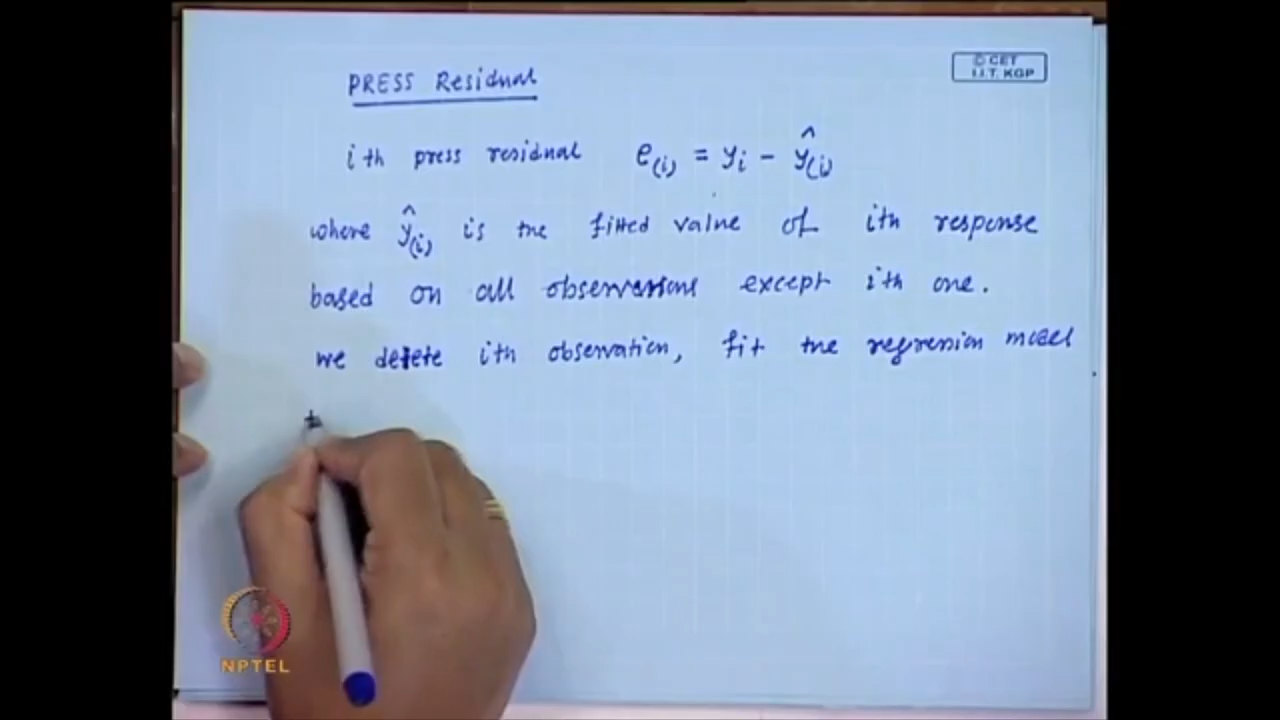 © CET
I.I.T. KGP
PRESS Residual
ith press residual e₍ᵢ₎ = yᵢ − ŷ₍ᵢ₎
where ŷ₍ᵢ₎ is the fitted value of ith response
based on all observations except ith one.
we delete ith observation, fit the regression model
t
NPTEL